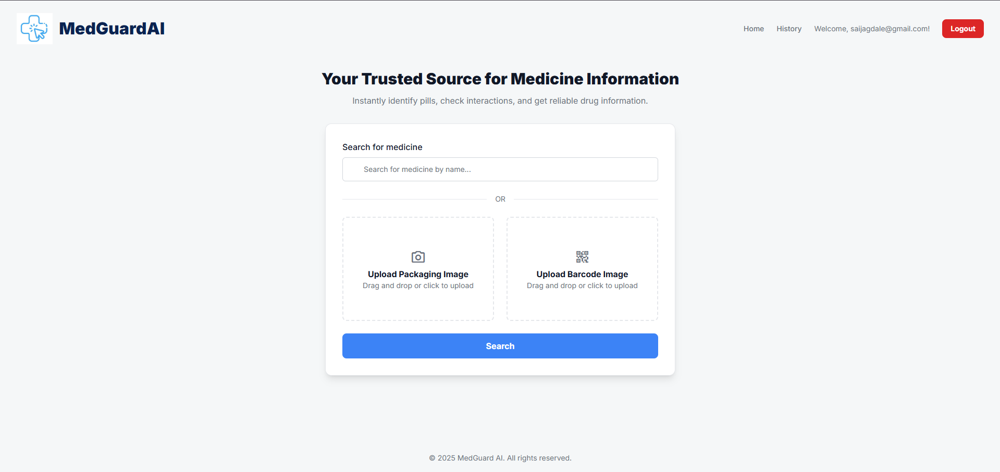 MedGuardAI
Home History Welcome, saijagdale@gmail.com! Logout
Your Trusted Source for Medicine Information
Instantly identify pills, check interactions, and get reliable drug information.
Search for medicine
Search for medicine by name...
OR
Upload Packaging Image
Drag and drop or click to upload
Upload Barcode Image
Drag and drop or click to upload
Search
© 2025 MedGuard AI. All rights reserved.